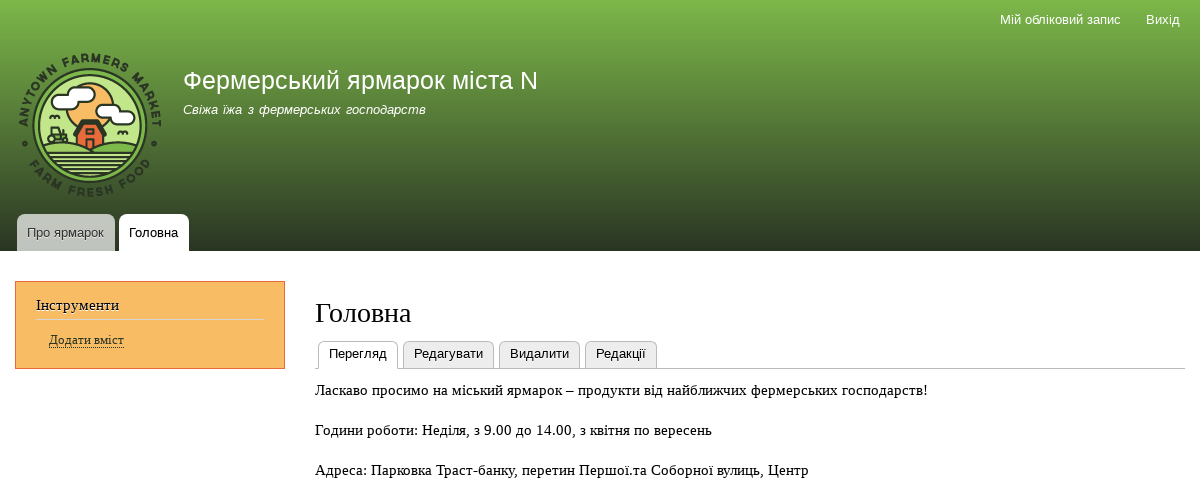 Мій обліковий запис Вихід
ANYTOWN FARMERS MARKET
FARM FRESH FOOD
Фермерський ярмарок міста N
Свіжа їжа з фермерських господарств
Про ярмарок Головна
Інструменти
Додати вміст
Головна
Перегляд Редагувати Видалити Редакції
Ласкаво просимо на міський ярмарок – продукти від найближчих фермерських господарств!
Години роботи: Неділя, з 9.00 до 14.00, з квітня по вересень
Адреса: Парковка Траст-банку, перетин Першої.та Соборної вулиць, Центр